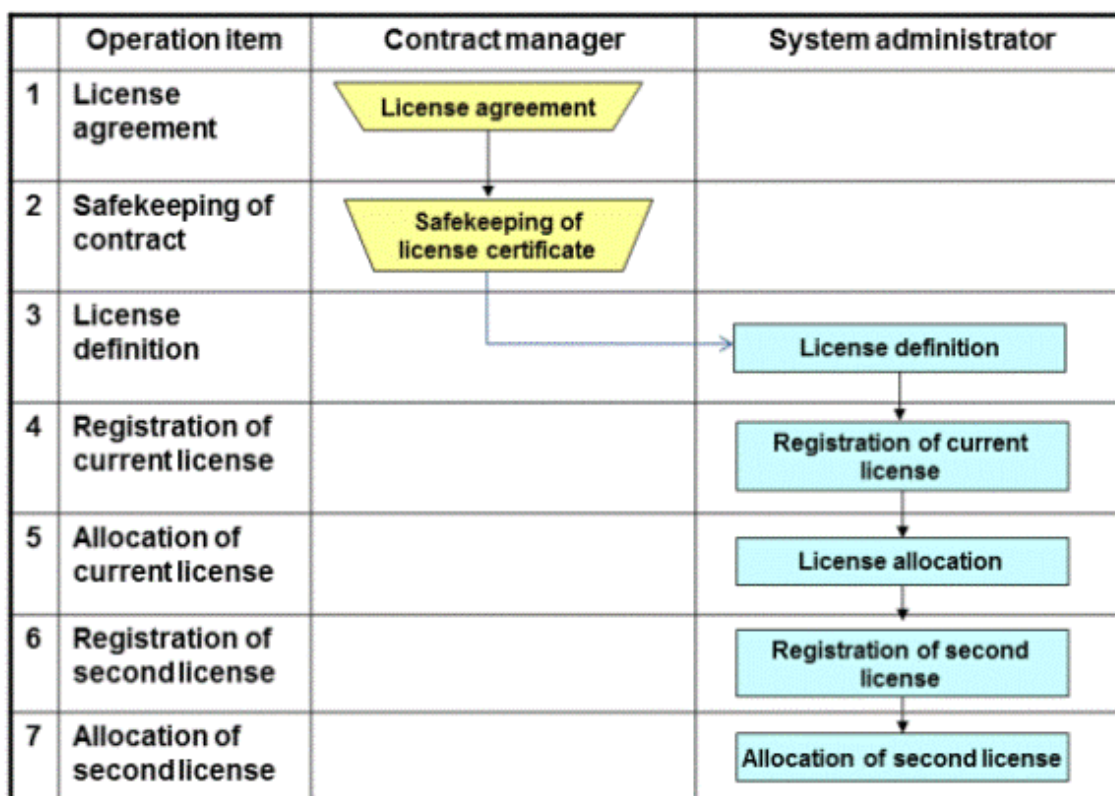 Operation item Contract manager System administrator
1 License
agreement
License agreement
2 Safekeeping of
contract
Safekeeping of
license certificate
3 License
definition
License definition
4 Registration of
current license
Registration of current
license
5 Allocation of
current license
License allocation
6 Registration of
second license
Registration of second
license
7 Allocation of
second license
Allocation of second license